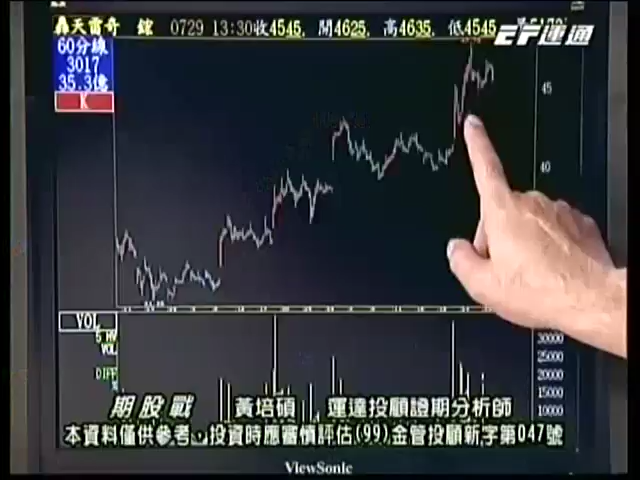 轟天雷奇 鋐 0729 13:30收4545. 開4625. 高4635. 低4545
EF運通
60分線
3017
35.3億
K
45
40
VOL
VOL
DIFF
30000
25000
20000
15000
10000
期股戰 黃培碩 運達投顧證期分析師
本資料僅供參考，投資時應審慎評估(99)金管投顧新字第047號
ViewSonic